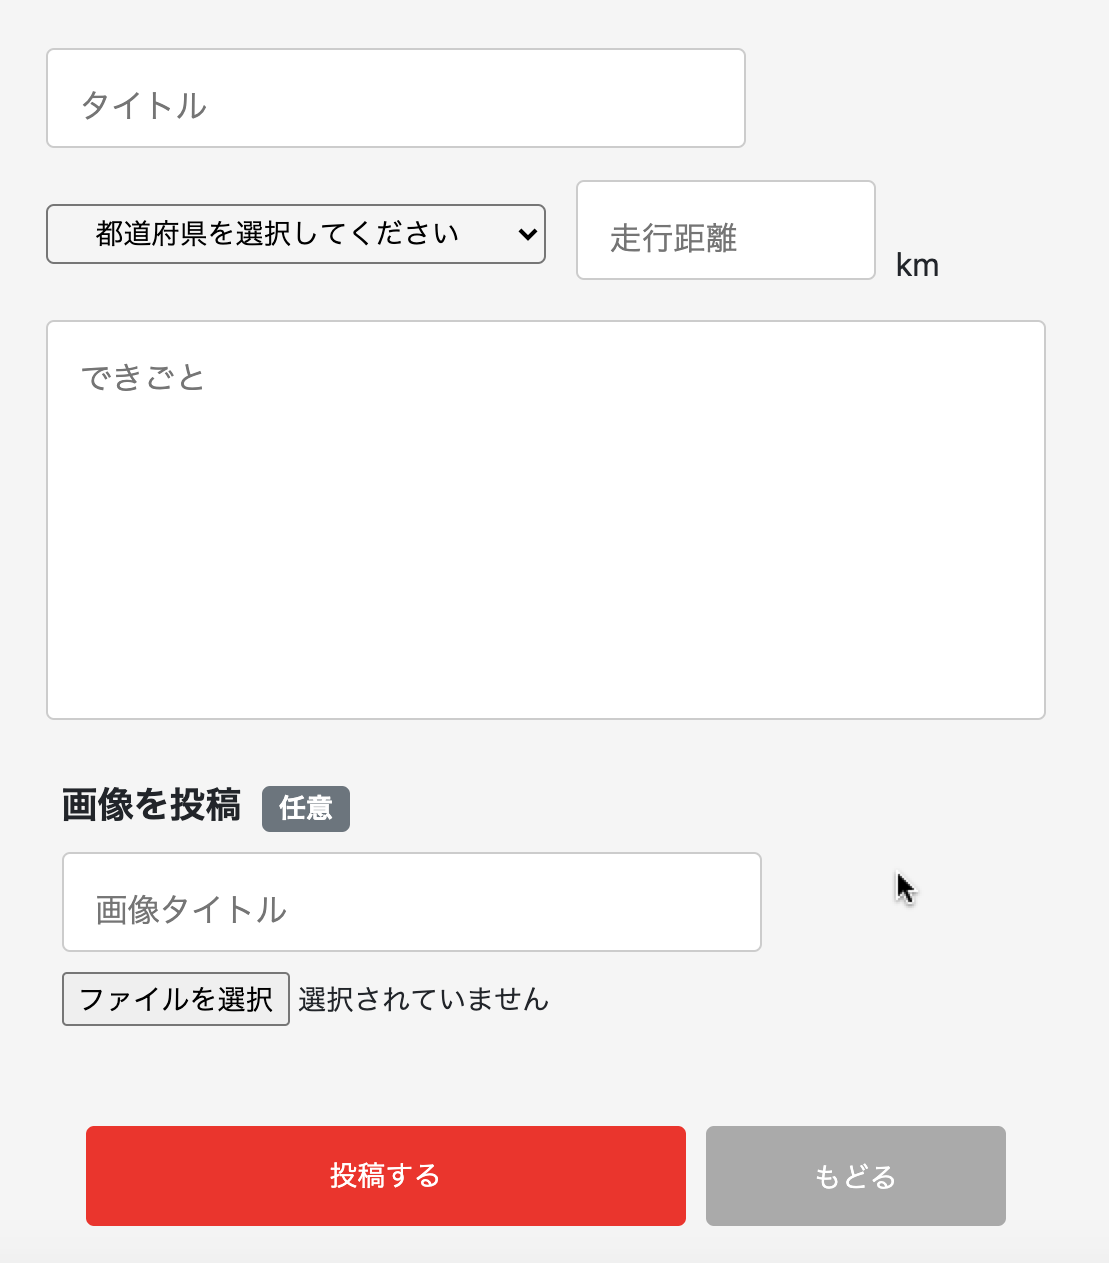 タイトル
都道府県を選択してください 走行距離 km
できごと
画像を投稿 任意
画像タイトル
ファイルを選択 選択されていません
投稿する もどる